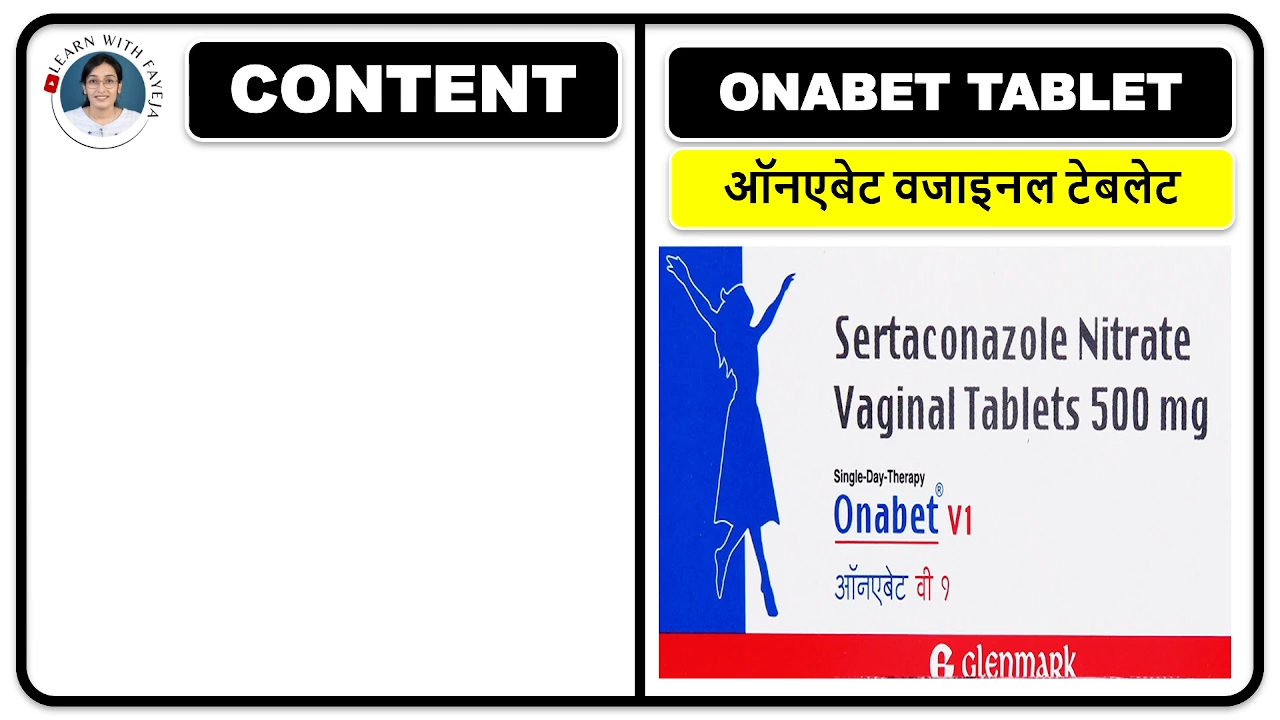 LEARN WITH FAYEJA
CONTENT
ONABET TABLET
ऑनएबेट वजाइनल टेबलेट
Sertaconazole Nitrate
Vaginal Tablets 500 mg
Single-Day-Therapy
Onabet® V1
ऑनएबेट वी १
G glenmark